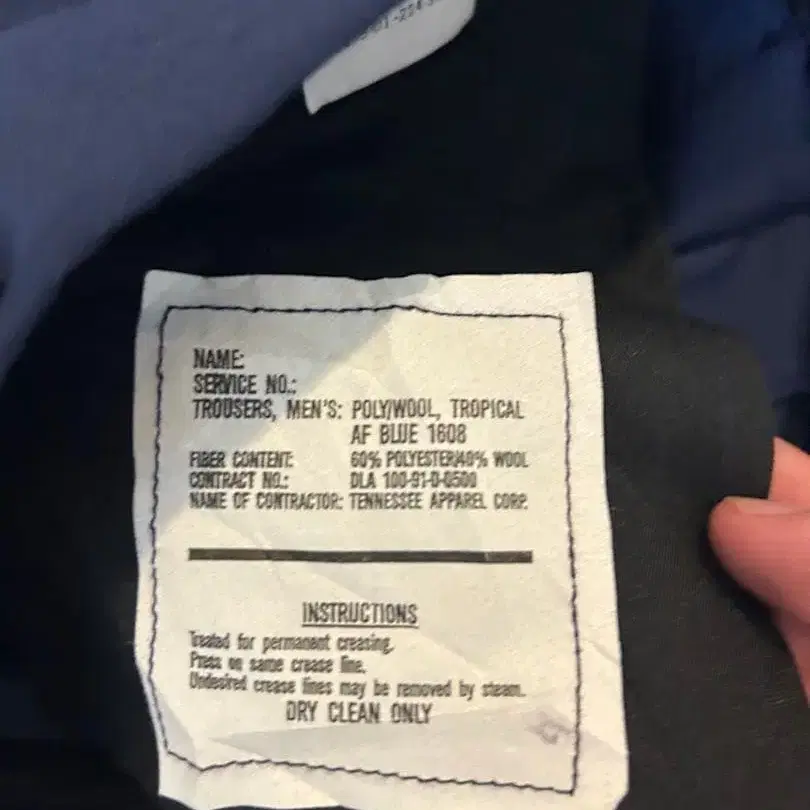 01-224-
NAME:
SERVICE NO.:
TROUSERS, MEN'S: POLY/WOOL, TROPICAL
AF BLUE 1608
FIBER CONTENT: 60% POLYESTER/40% WOOL
CONTRACT NO.: DLA 100-91-D-0500
NAME OF CONTRACTOR: TENNESSEE APPAREL CORP.
INSTRUCTIONS
Treated for permanent creasing.
Press on same crease line.
Undesired crease lines may be removed by steam.
DRY CLEAN ONLY